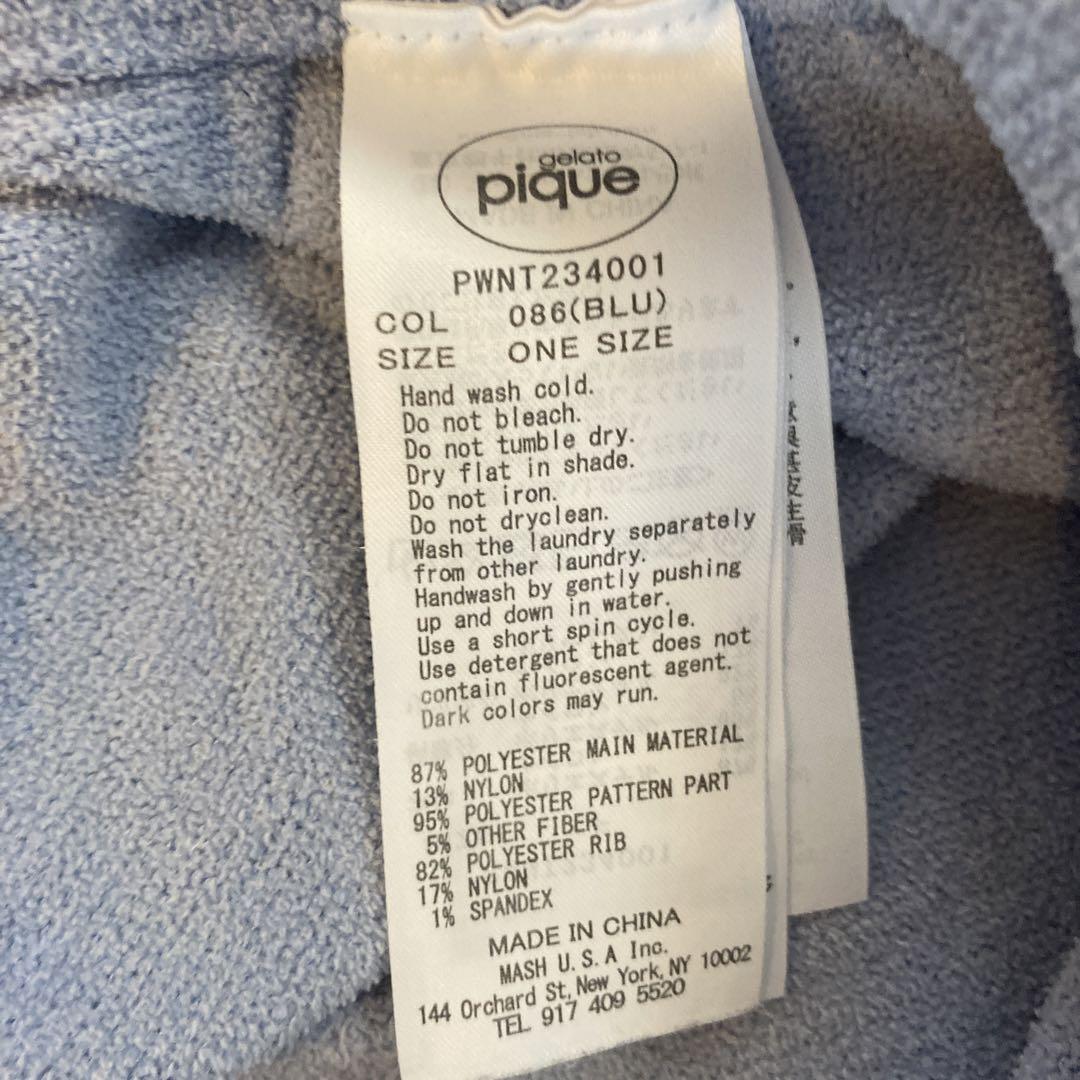 gelato
pique
PWNT234001
COL 086(BLU)
SIZE ONE SIZE
Hand wash cold.
Do not bleach.
Do not tumble dry.
Dry flat in shade.
Do not iron.
Do not dryclean.
Wash the laundry separately
from other laundry.
Handwash by gently pushing
up and down in water.
Use a short spin cycle.
Use detergent that does not
contain fluorescent agent.
Dark colors may run.
87% POLYESTER MAIN MATERIAL
13% NYLON
95% POLYESTER PATTERN PART
5% OTHER FIBER
82% POLYESTER RIB
17% NYLON
1% SPANDEX
MADE IN CHINA
MASH U.S.A Inc.
144 Orchard St, New York, NY 10002
TEL 917 409 5520